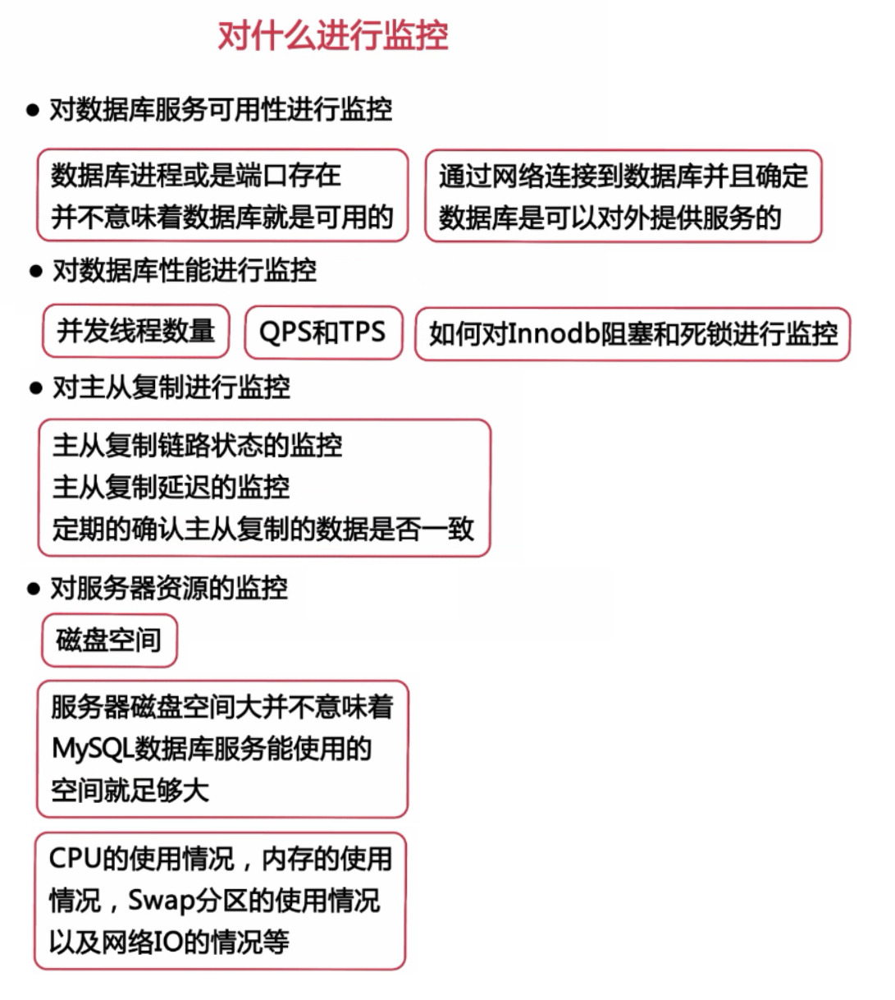 对什么进行监控
● 对数据库服务可用性进行监控
数据库进程或是端口存在
并不意味着数据库就是可用的
通过网络连接到数据库并且确定
数据库是可以对外提供服务的
● 对数据库性能进行监控
并发线程数量
QPS和TPS
如何对Innodb阻塞和死锁进行监控
● 对主从复制进行监控
主从复制链路状态的监控
主从复制延迟的监控
定期的确认主从复制的数据是否一致
● 对服务器资源的监控
磁盘空间
服务器磁盘空间大并不意味着
MySQL数据库服务能使用的
空间就足够大
CPU的使用情况，内存的使用
情况，Swap分区的使用情况
以及网络IO的情况等